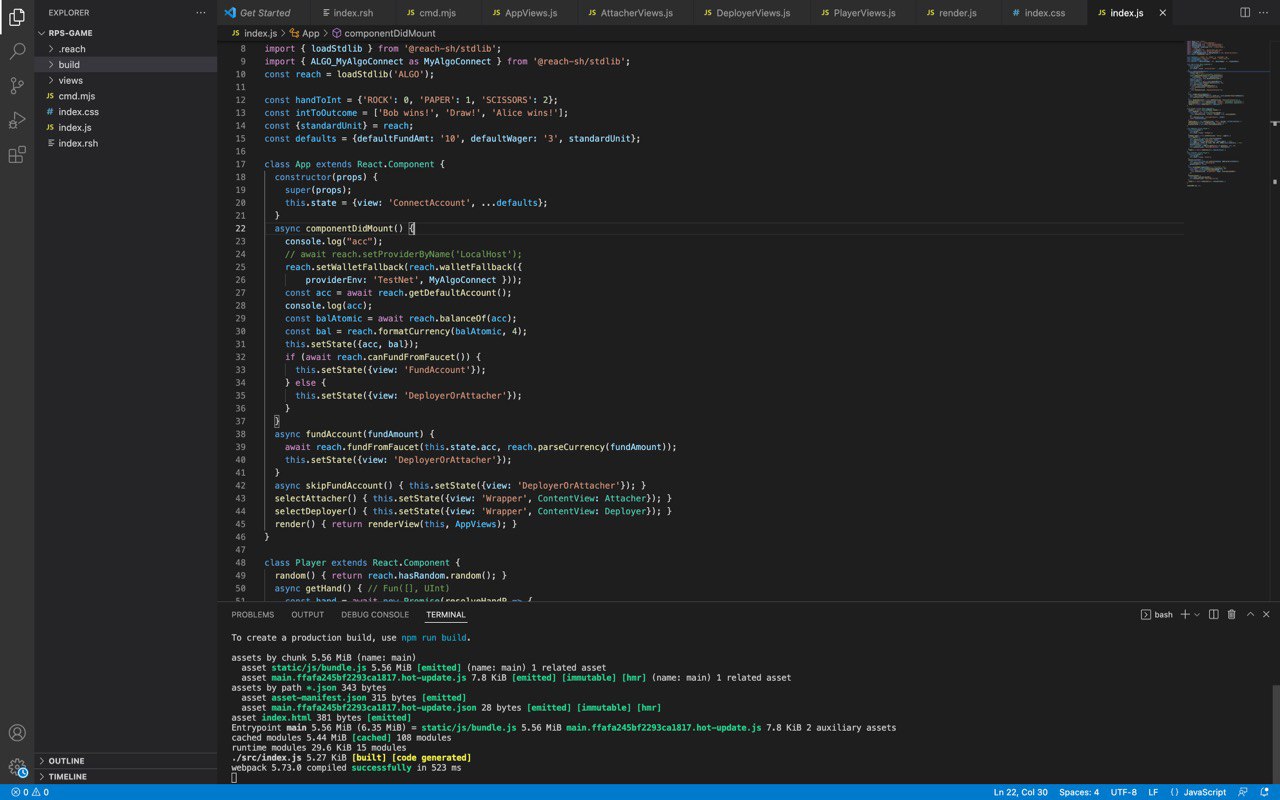 EXPLORER
RPS-GAME
.reach
build
views
JS cmd.mjs
# index.css
JS index.js
index.rsh
OUTLINE
TIMELINE
Get Started
index.rsh
JS cmd.mjs
JS AppViews.js
JS AttacherViews.js
JS DeployerViews.js
JS PlayerViews.js
JS render.js
# index.css
JS index.js
JS index.js > App > componentDidMount
8 import { loadStdlib } from '@reach-sh/stdlib';
9 import { ALGO_MyAlgoConnect as MyAlgoConnect } from '@reach-sh/stdlib';
10 const reach = loadStdlib('ALGO');
11
12 const handToInt = {'ROCK': 0, 'PAPER': 1, 'SCISSORS': 2};
13 const intToOutcome = ['Bob wins!', 'Draw!', 'Alice wins!'];
14 const {standardUnit} = reach;
15 const defaults = {defaultFundAmt: '10', defaultWager: '3', standardUnit};
16
17 class App extends React.Component {
18 constructor(props) {
19 super(props);
20 this.state = {view: 'ConnectAccount', ...defaults};
21 }
22 async componentDidMount() {
23 console.log("acc");
24 // await reach.setProviderByName('LocalHost');
25 reach.setWalletFallback(reach.walletFallback({
26 providerEnv: 'TestNet', MyAlgoConnect }));
27 const acc = await reach.getDefaultAccount();
28 console.log(acc);
29 const balAtomic = await reach.balanceOf(acc);
30 const bal = reach.formatCurrency(balAtomic, 4);
31 this.setState({acc, bal});
32 if (await reach.canFundFromFaucet()) {
33 this.setState({view: 'FundAccount'});
34 } else {
35 this.setState({view: 'DeployerOrAttacher'});
36 }
37 }
38 async fundAccount(fundAmount) {
39 await reach.fundFromFaucet(this.state.acc, reach.parseCurrency(fundAmount));
40 this.setState({view: 'DeployerOrAttacher'});
41 }
42 async skipFundAccount() { this.setState({view: 'DeployerOrAttacher'}); }
43 selectAttacher() { this.setState({view: 'Wrapper', ContentView: Attacher}); }
44 selectDeployer() { this.setState({view: 'Wrapper', ContentView: Deployer}); }
45 render() { return renderView(this, AppViews); }
46 }
47
48 class Player extends React.Component {
49 random() { return reach.hasRandom.random(); }
50 async getHand() { // Fun([], UInt)
51 const hand = await new Promise(resolveHandP => {
PROBLEMS OUTPUT DEBUG CONSOLE TERMINAL
bash
To create a production build, use npm run build.
assets by chunk 5.56 MiB (name: main)
asset static/js/bundle.js 5.56 MiB [emitted] (name: main) 1 related asset
asset main.ffafa245bf2293ca1817.hot-update.js 7.8 KiB [emitted] [immutable] [hmr] (name: main) 1 related asset
assets by path *.json 343 bytes
asset asset-manifest.json 315 bytes [emitted]
asset main.ffafa245bf2293ca1817.hot-update.json 28 bytes [emitted] [immutable] [hmr]
asset index.html 381 bytes [emitted]
Entrypoint main 5.56 MiB (6.35 MiB) = static/js/bundle.js 5.56 MiB main.ffafa245bf2293ca1817.hot-update.js 7.8 KiB 2 auxiliary assets
cached modules 5.44 MiB [cached] 108 modules
runtime modules 29.6 KiB 15 modules
./src/index.js 5.27 KiB [built] [code generated]
webpack 5.73.0 compiled successfully in 523 ms
0 0
Ln 22, Col 30 Spaces: 4 UTF-8 LF JavaScript